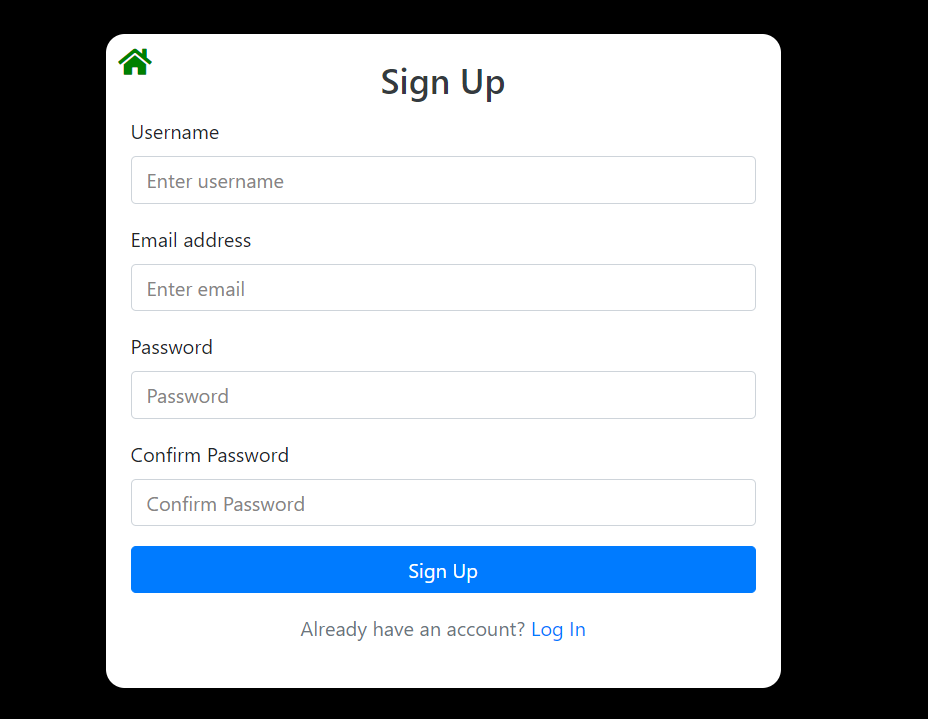 Sign Up
Username
Enter username
Email address
Enter email
Password
Password
Confirm Password
Confirm Password
Sign Up
Already have an account? Log In